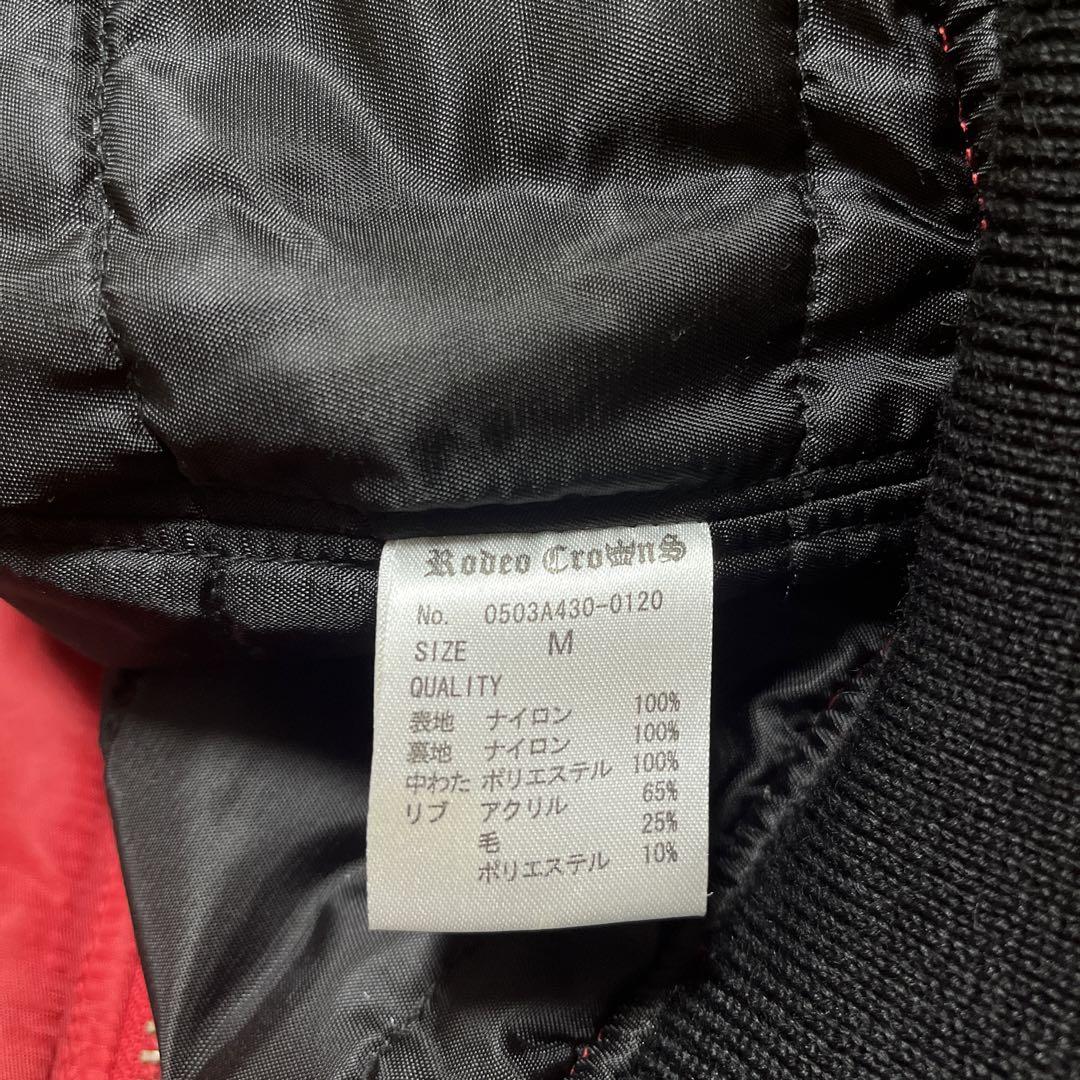 Rodeo Crowns
No. 0503A430-0120
SIZE M
QUALITY
表地 ナイロン 100%
裏地 ナイロン 100%
中わた ポリエステル 100%
リブ アクリル 65%
毛 25%
ポリエステル 10%